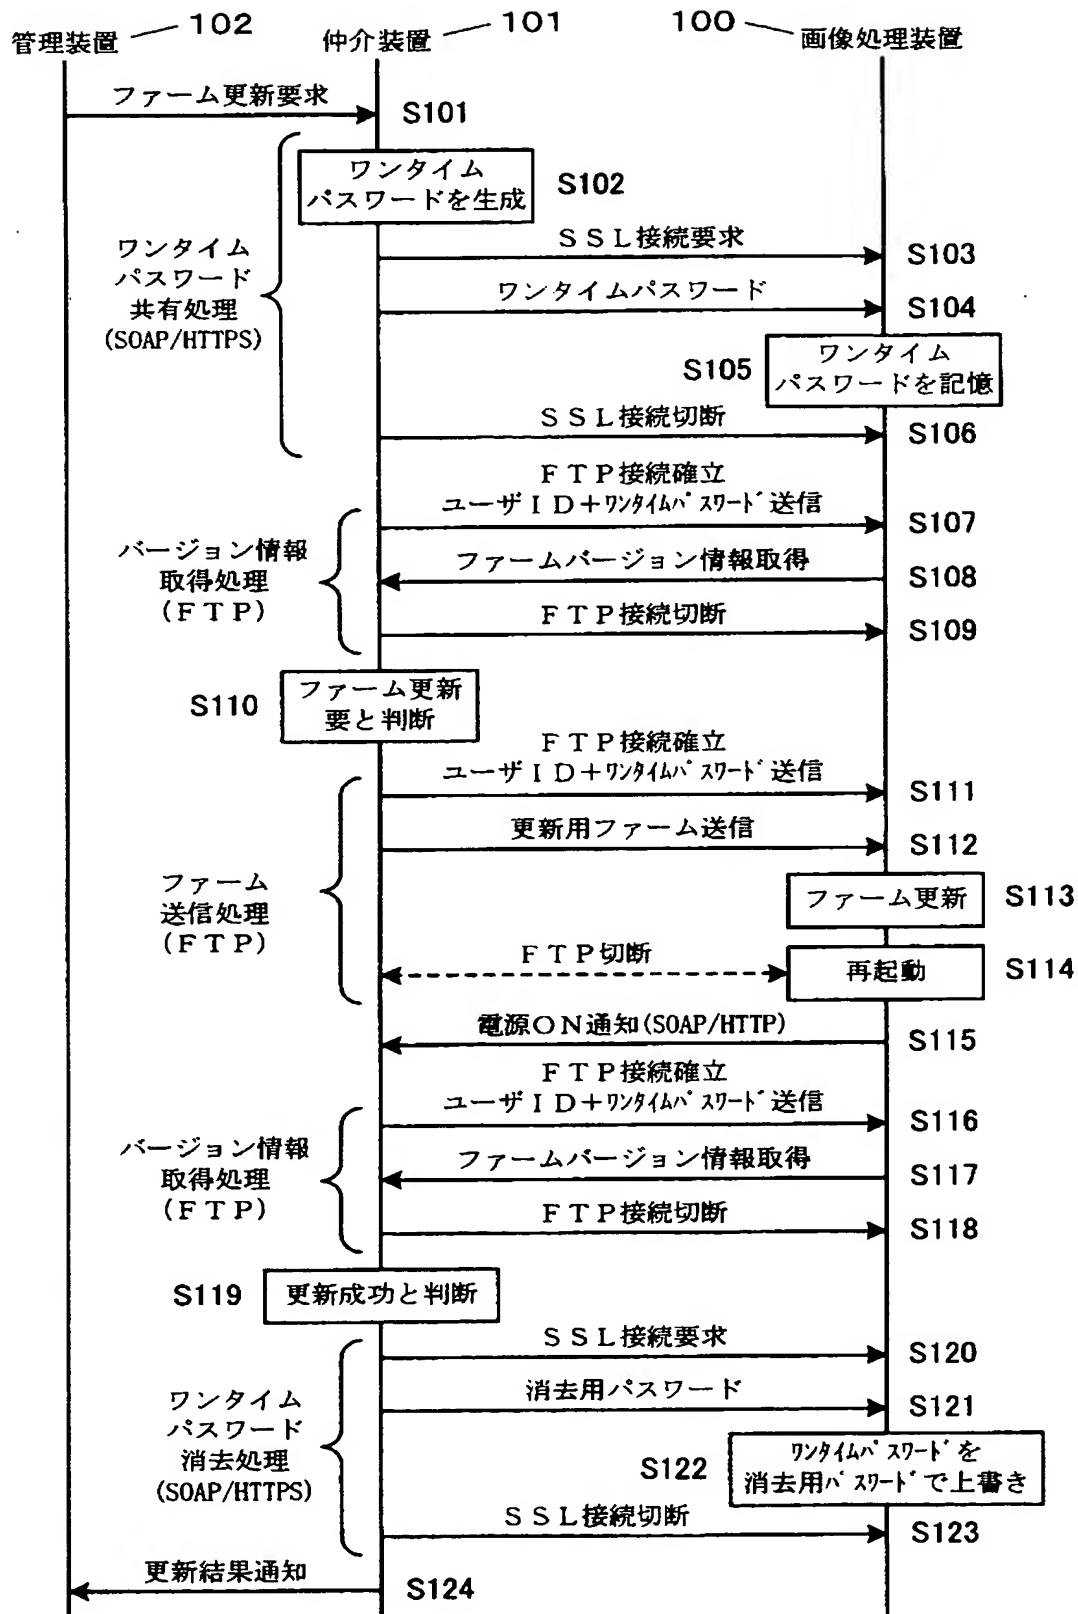 管理装置 102
仲介装置 101
100 画像処理装置
ファーム更新要求
S101
ワンタイム
パスワードを生成
S102
ワンタイム
パスワード
共有処理
(SOAP/HTTPS)
SSL接続要求
S103
ワンタイムパスワード
S104
S105
ワンタイム
パスワードを記憶
SSL接続切断
S106
FTP接続確立
ユーザID+ワンタイムパスワード送信
S107
バージョン情報
取得処理
(FTP)
ファームバージョン情報取得
S108
FTP接続切断
S109
S110
ファーム更新
要と判断
FTP接続確立
ユーザID+ワンタイムパスワード送信
S111
更新用ファーム送信
S112
ファーム
送信処理
(FTP)
ファーム更新
S113
FTP切断
再起動
S114
電源ON通知(SOAP/HTTP)
S115
FTP接続確立
ユーザID+ワンタイムパスワード送信
S116
バージョン情報
取得処理
(FTP)
ファームバージョン情報取得
S117
FTP接続切断
S118
S119
更新成功と判断
SSL接続要求
S120
ワンタイム
パスワード
消去処理
(SOAP/HTTPS)
消去用パスワード
S121
S122
ワンタイムパスワードを
消去用パスワードで上書き
SSL接続切断
S123
更新結果通知
S124